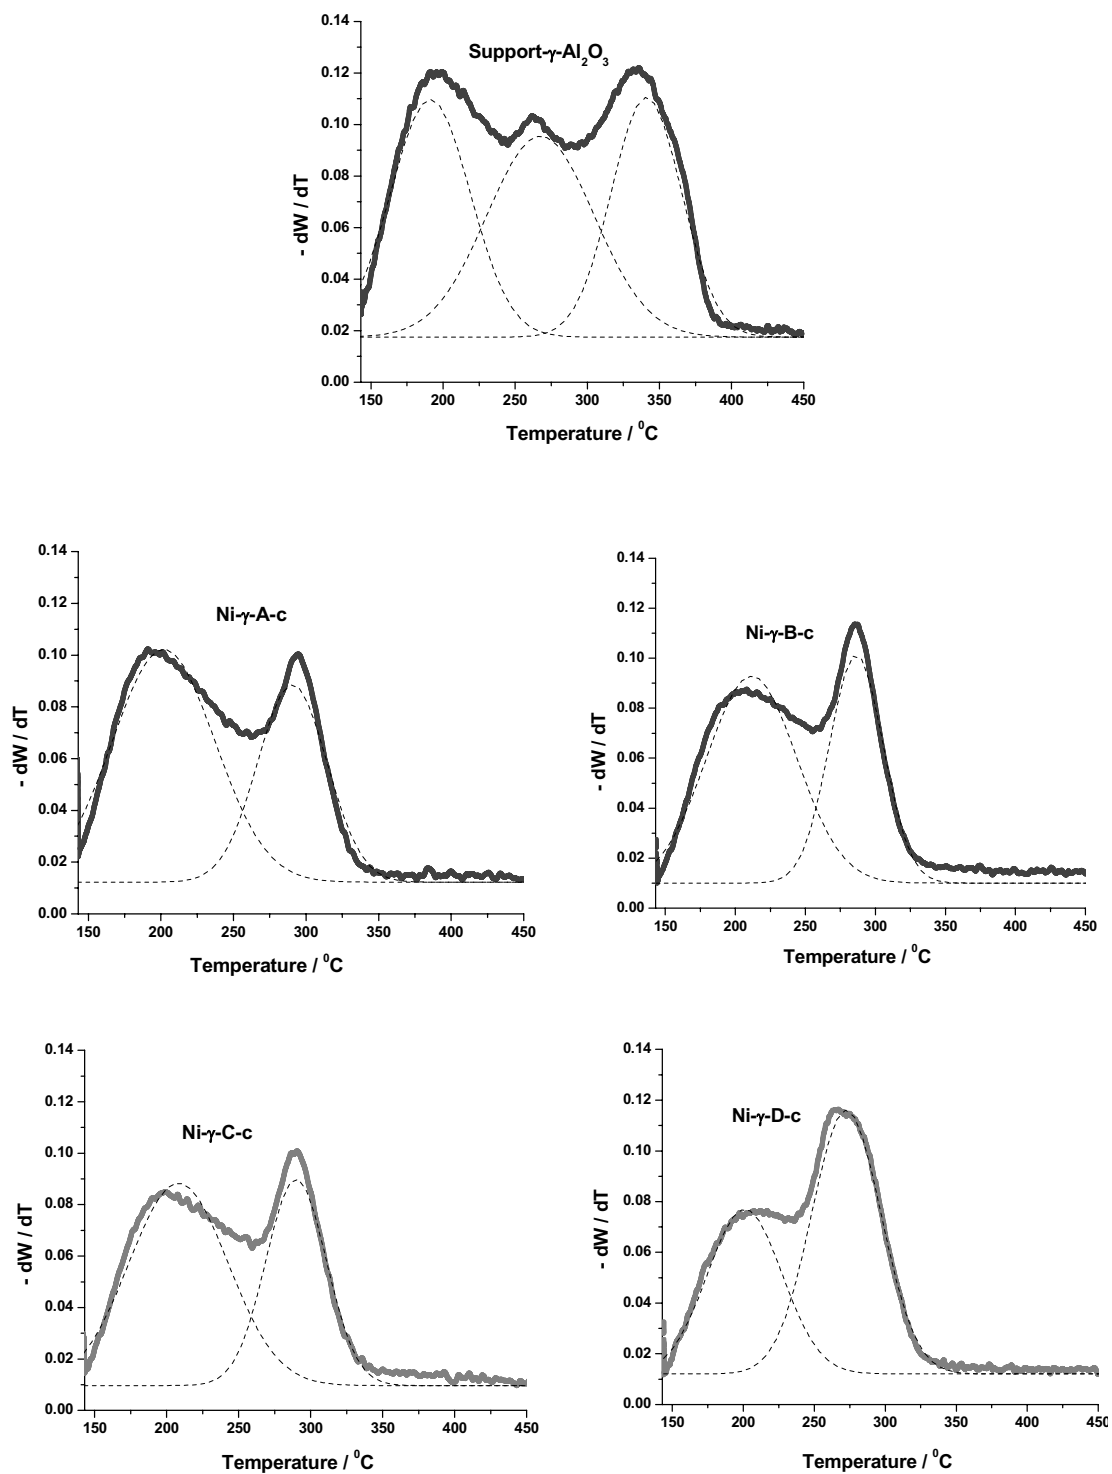 Support-γ-Al₂O₃
- dW / dT
0.14
0.12
0.10
0.08
0.06
0.04
0.02
0.00
150 200 250 300 350 400 450
Temperature / ⁰C
Ni-γ-A-c
- dW / dT
0.14
0.12
0.10
0.08
0.06
0.04
0.02
0.00
150 200 250 300 350 400 450
Temperature / ⁰C
Ni-γ-B-c
- dW / dT
0.14
0.12
0.10
0.08
0.06
0.04
0.02
0.00
150 200 250 300 350 400 450
Temperature / ⁰C
Ni-γ-C-c
- dW / dT
0.14
0.12
0.10
0.08
0.06
0.04
0.02
0.00
150 200 250 300 350 400 450
Temperature / ⁰C
Ni-γ-D-c
- dW / dT
0.14
0.12
0.10
0.08
0.06
0.04
0.02
0.00
150 200 250 300 350 400 450
Temperature / ⁰C